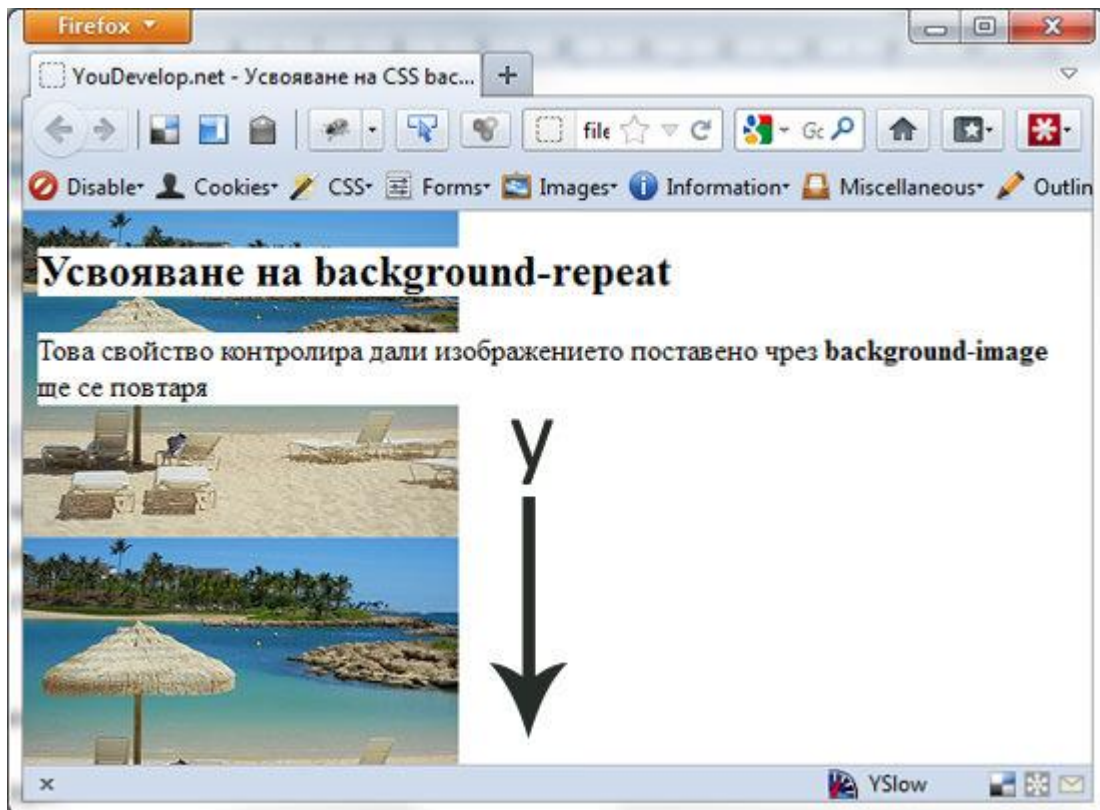 Firefox
YouDevelop.net - Усвояване на CSS bac...
file
Gc
Disable Cookies CSS Forms Images Information Miscellaneous Outlin
Усвояване на background-repeat
Това свойство контролира дали изображението поставено чрез background-image
ще се повтаря
y
YSlow